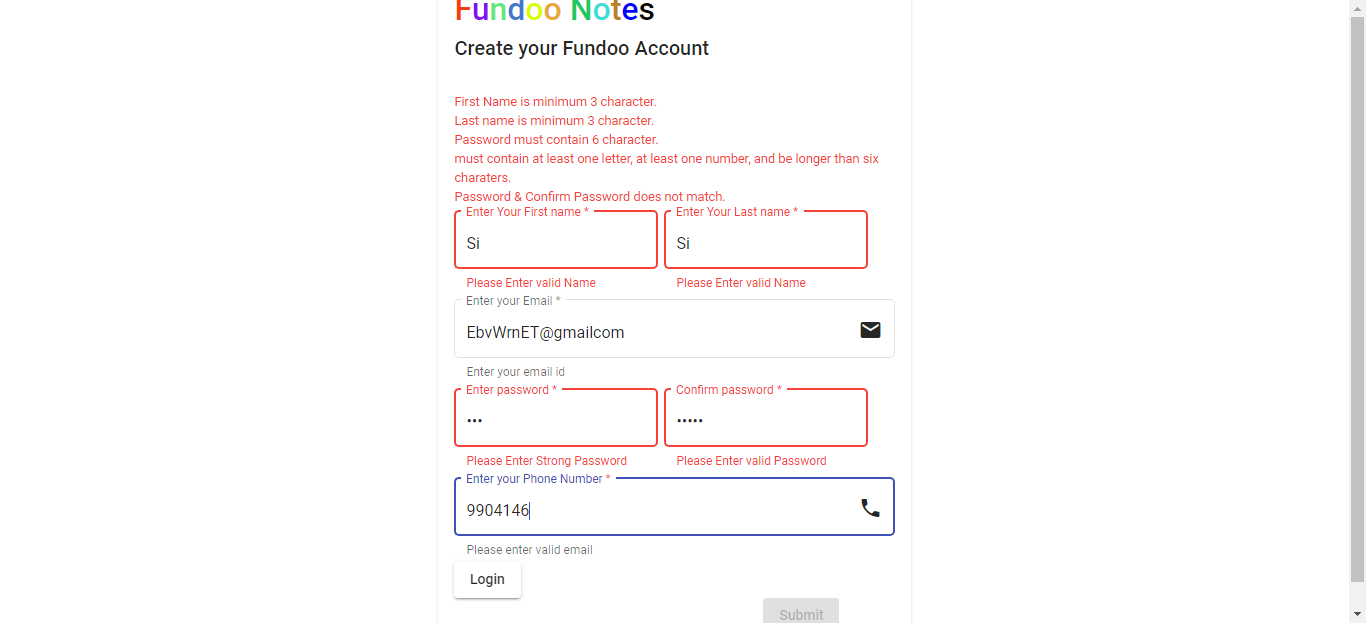 Fundoo Notes
Create your Fundoo Account
First Name is minimum 3 character.
Last name is minimum 3 character.
Password must contain 6 character.
must contain at least one letter, at least one number, and be longer than six
charaters.
Password & Confirm Password does not match.
Enter Your First name * Enter Your Last name *
Si Si
Please Enter valid Name Please Enter valid Name
Enter your Email *
EbvWrnET@gmailcom
Enter your email id
Enter password * Confirm password *
••• •••••
Please Enter Strong Password Please Enter valid Password
Enter your Phone Number *
9904146
Please enter valid email
Login
Submit